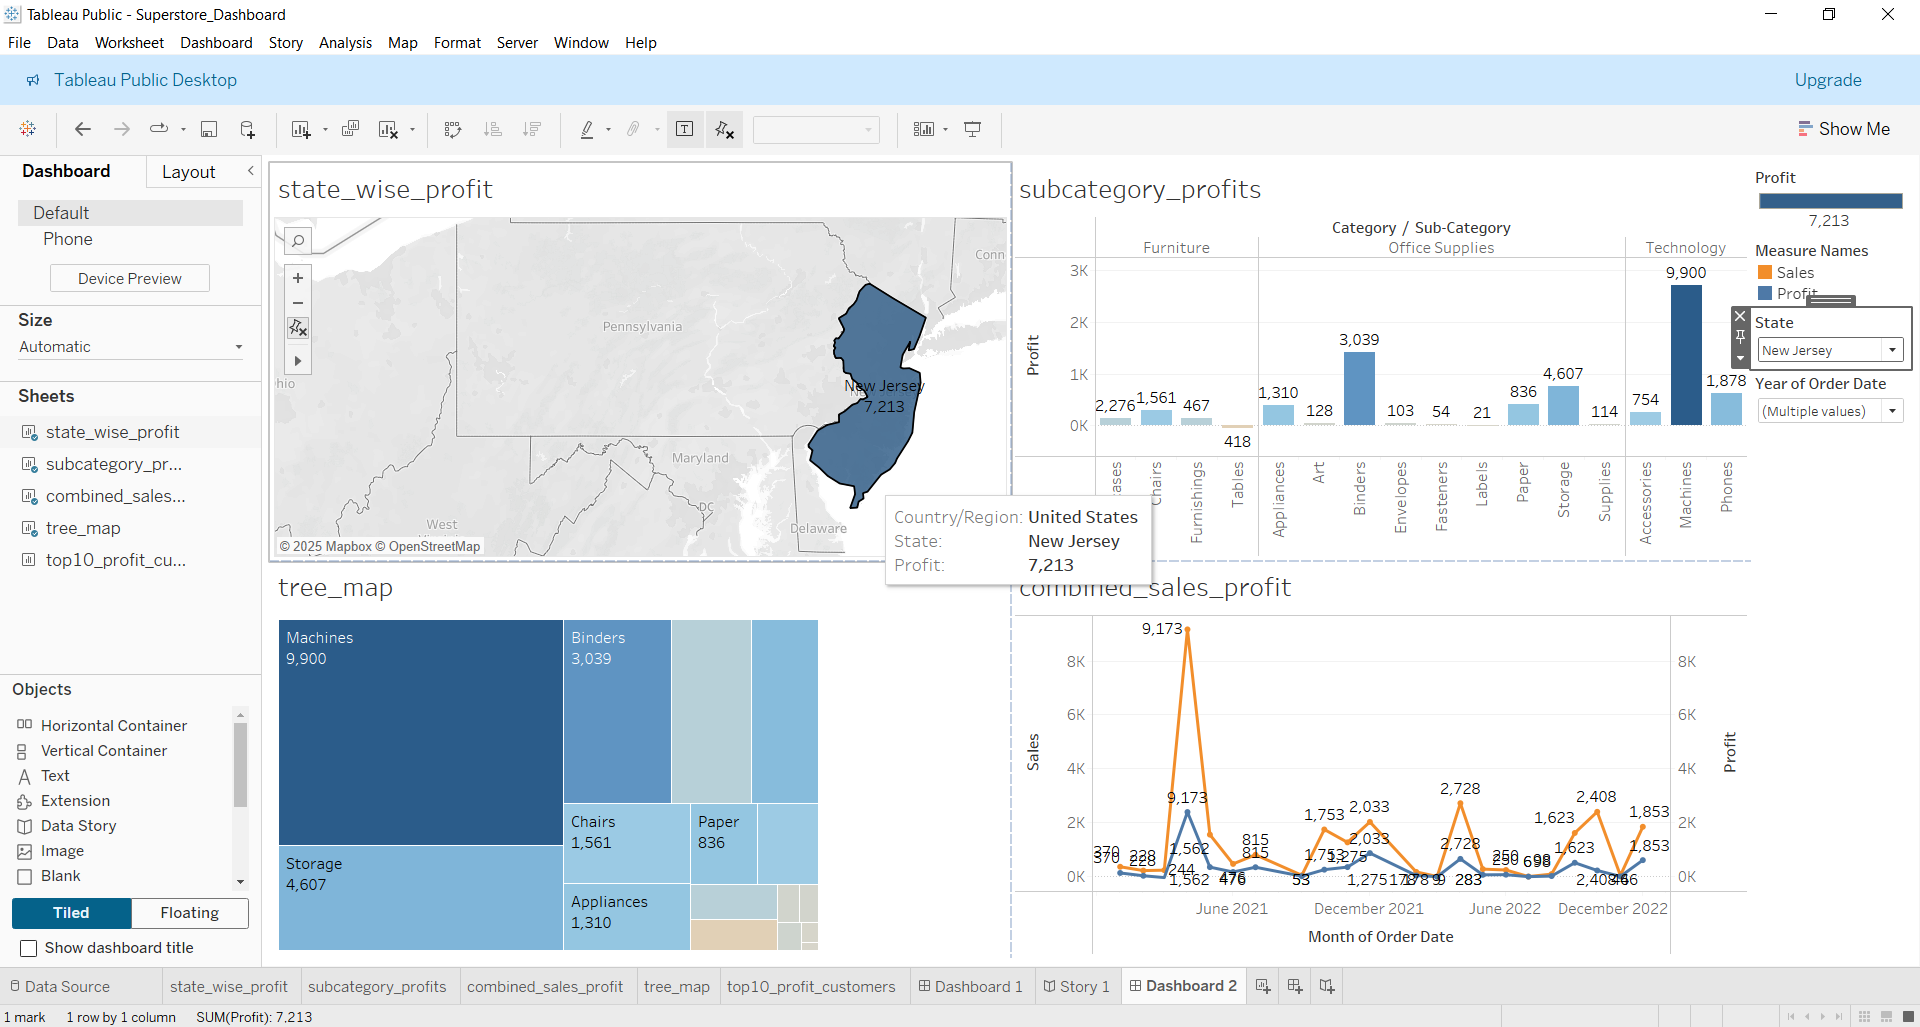 Tableau Public - Superstore_Dashboard
File Data Worksheet Dashboard Story Analysis Map Format Server Window Help
Tableau Public Desktop
Upgrade
Show Me
Dashboard
Layout
Default
Phone
Device Preview
Size
Automatic
Sheets
state_wise_profit
subcategory_pr...
combined_sales...
tree_map
top10_profit_cu...
Objects
Horizontal Container
Vertical Container
Text
Extension
Data Story
Image
Blank
Tiled
Floating
Show dashboard title
state_wise_profit
Pennsylvania
Conn
hio
New Jersey
7,213
Maryland
DC
West
Delaware
© 2025 Mapbox © OpenStreetMap
Country/Region: United States
State: New Jersey
Profit: 7,213
subcategory_profits
Category / Sub-Category
Furniture
Office Supplies
Technology
Profit
3K
2K
1K
0K
2,276
1,561
467
418
1,310
128
3,039
103
54
21
836
4,607
114
754
9,900
1,878
ases
Chairs
Furnishings
Tables
Appliances
Art
Binders
Envelopes
Fasteners
Labels
Paper
Storage
Supplies
Accessories
Machines
Phones
Profit
7,213
Measure Names
Sales
Profit
State
New Jersey
Year of Order Date
(Multiple values)
tree_map
Machines
9,900
Binders
3,039
Storage
4,607
Chairs
1,561
Paper
836
Appliances
1,310
combined_sales_profit
Sales
Profit
8K
6K
4K
2K
0K
8K
6K
4K
2K
0K
9,173
9,173
370
370
228
228
244
1,562
1,562
476
815
815
53
1,753
1,753
1,275
1,275
2,033
2,033
178
9
2,728
2,728
283
250
250
698
1,623
1,623
2,408
2,408
1,853
1,853
June 2021
December 2021
June 2022
December 2022
Month of Order Date
Data Source
state_wise_profit
subcategory_profits
combined_sales_profit
tree_map
top10_profit_customers
Dashboard 1
Story 1
Dashboard 2
1 mark
1 row by 1 column
SUM(Profit): 7,213